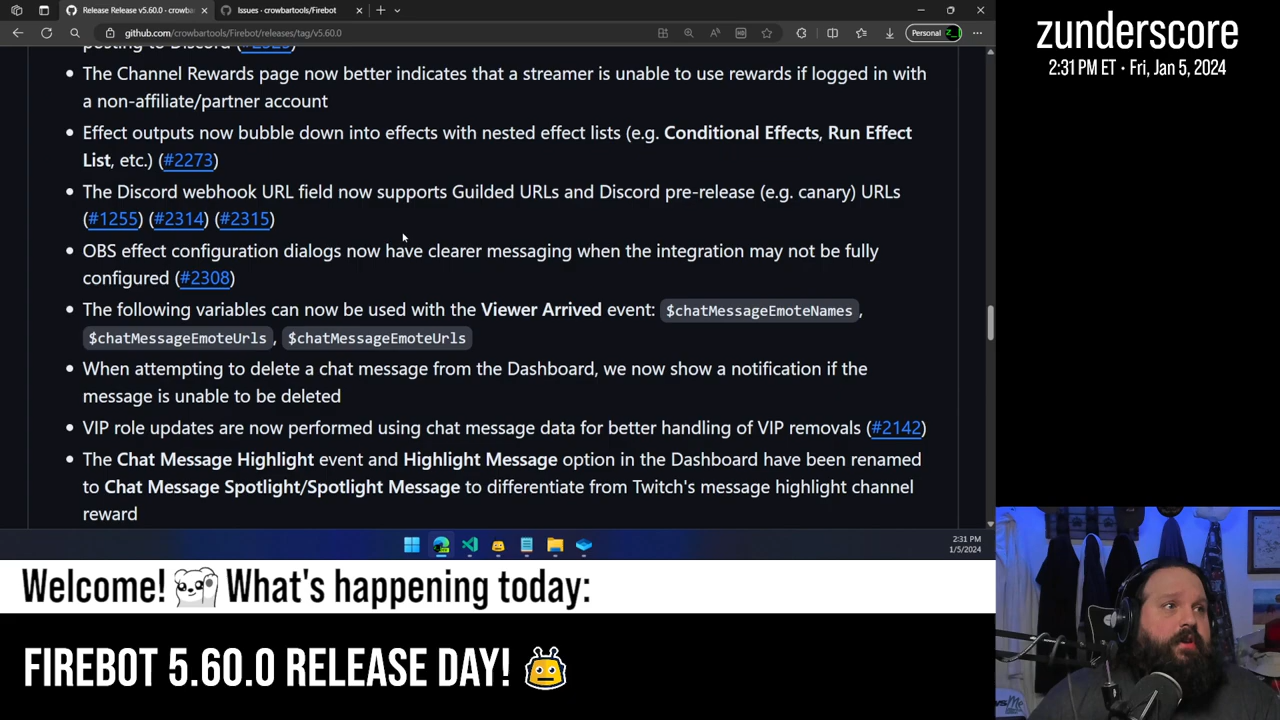 Release Release v5.60.0 · crowba
Issues · crowbartools/Firebot
github.com/crowbartools/Firebot/releases/tag/v5.60.0
Personal
zunderscore
2:31 PM ET • Fri, Jan 5, 2024
The Channel Rewards page now better indicates that a streamer is unable to use rewards if logged in with
a non-affiliate/partner account
Effect outputs now bubble down into effects with nested effect lists (e.g. Conditional Effects, Run Effect
List, etc.) (#2273)
The Discord webhook URL field now supports Guilded URLs and Discord pre-release (e.g. canary) URLs
(#1255) (#2314) (#2315)
OBS effect configuration dialogs now have clearer messaging when the integration may not be fully
configured (#2308)
The following variables can now be used with the Viewer Arrived event: $chatMessageEmoteNames,
$chatMessageEmoteUrls, $chatMessageEmoteUrls
When attempting to delete a chat message from the Dashboard, we now show a notification if the
message is unable to be deleted
VIP role updates are now performed using chat message data for better handling of VIP removals (#2142)
The Chat Message Highlight event and Highlight Message option in the Dashboard have been renamed
to Chat Message Spotlight/Spotlight Message to differentiate from Twitch's message highlight channel
reward
2:31 PM
1/5/2024
Welcome! What's happening today:
FIREBOT 5.60.0 RELEASE DAY!